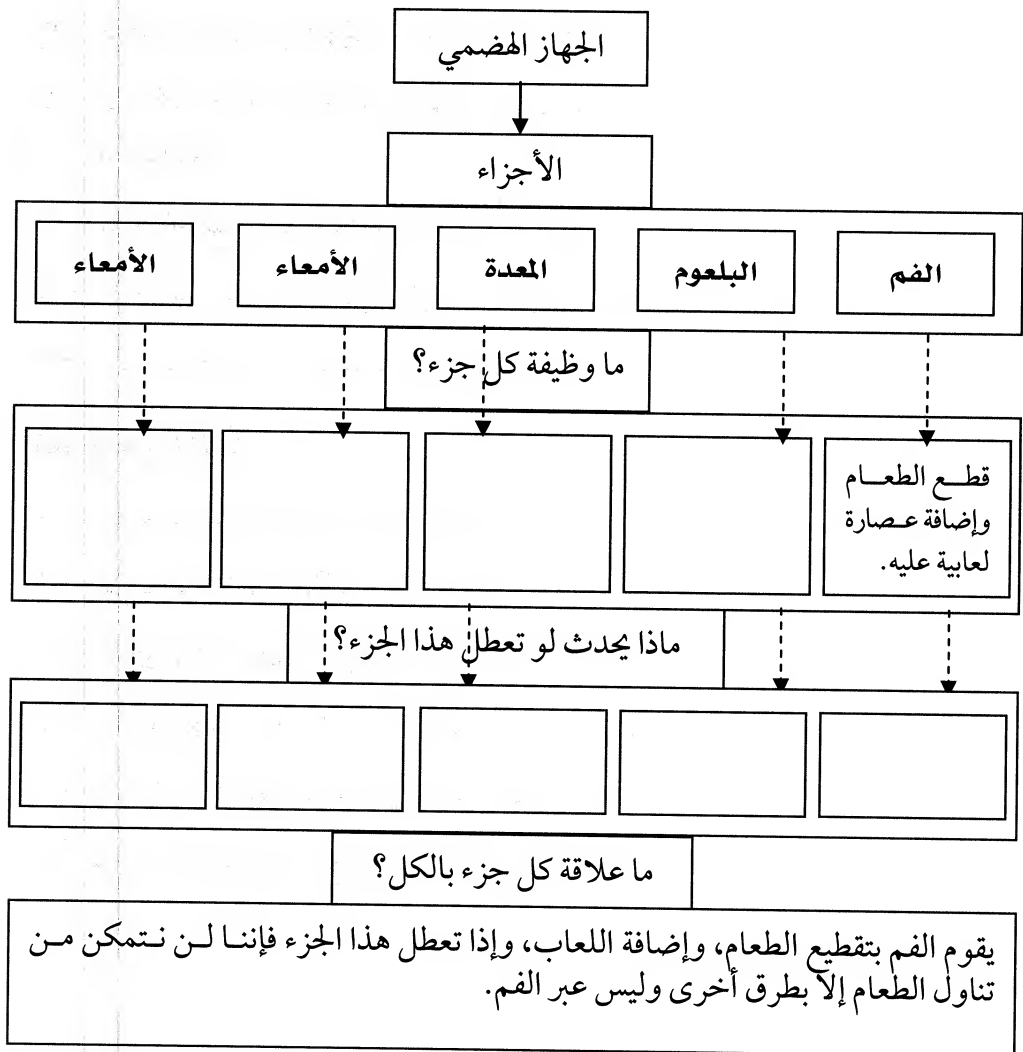 الجهاز الهضمي
الأجزاء
الفم
البلعوم
المعدة
الأمعاء
الأمعاء
ما وظيفة كل جزء؟
قطع الطعام
وإضافة عصارة
لعابية عليه.
ماذا يحدث لو تعطل هذا الجزء؟
ما علاقة كل جزء بالكل؟
يقوم الفم بتقطيع الطعام، وإضافة اللعاب، وإذا تعطل هذا الجزء فإننا لن نتمكن من
تناول الطعام إلا بطرق أخرى وليس عبر الفم.